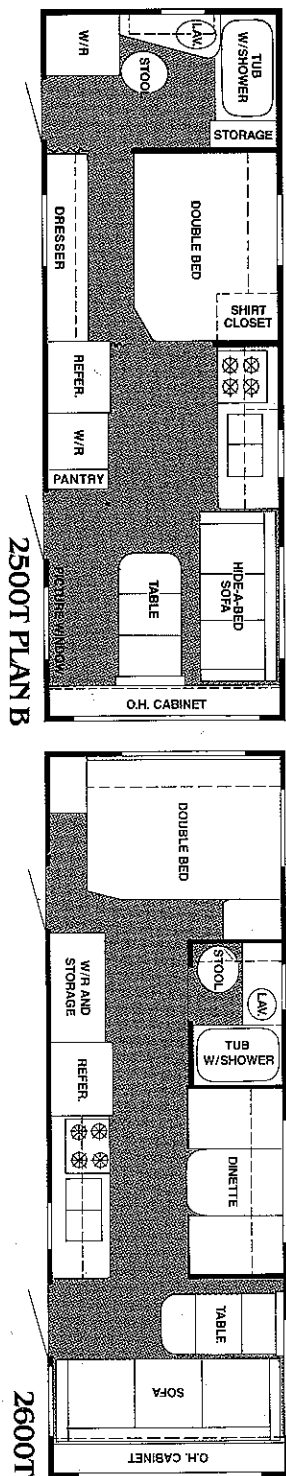 LAV.
TUB
W/SHOWER
W/R
STOOL
STORAGE
DOUBLE BED
DRESSER
SHIRT
CLOSET
REFER.
W/R
PANTRY
HIDE-A-BED
SOFA
TABLE
PICTURE WINDOW
O.H. CABINET
2500T PLAN B
DOUBLE BED
STOOL
LAV.
W/R AND
STORAGE
TUB
W/SHOWER
REFER.
DINETTE
TABLE
SOFA
O.H. CABINET
2600T